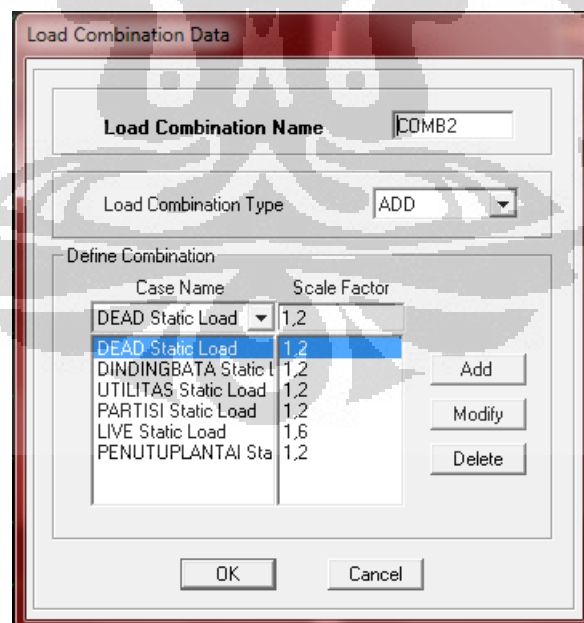 Load Combination Data
Load Combination Name COMB2
Load Combination Type ADD
Define Combination
Case Name Scale Factor
DEAD Static Load 1,2
DEAD Static Load 1,2
DINDINGBATA Static L 1,2
UTILITAS Static Load 1,2
PARTISI Static Load 1,2
LIVE Static Load 1,6
PENUTUPLANTAI Sta 1,2
Add
Modify
Delete
OK Cancel